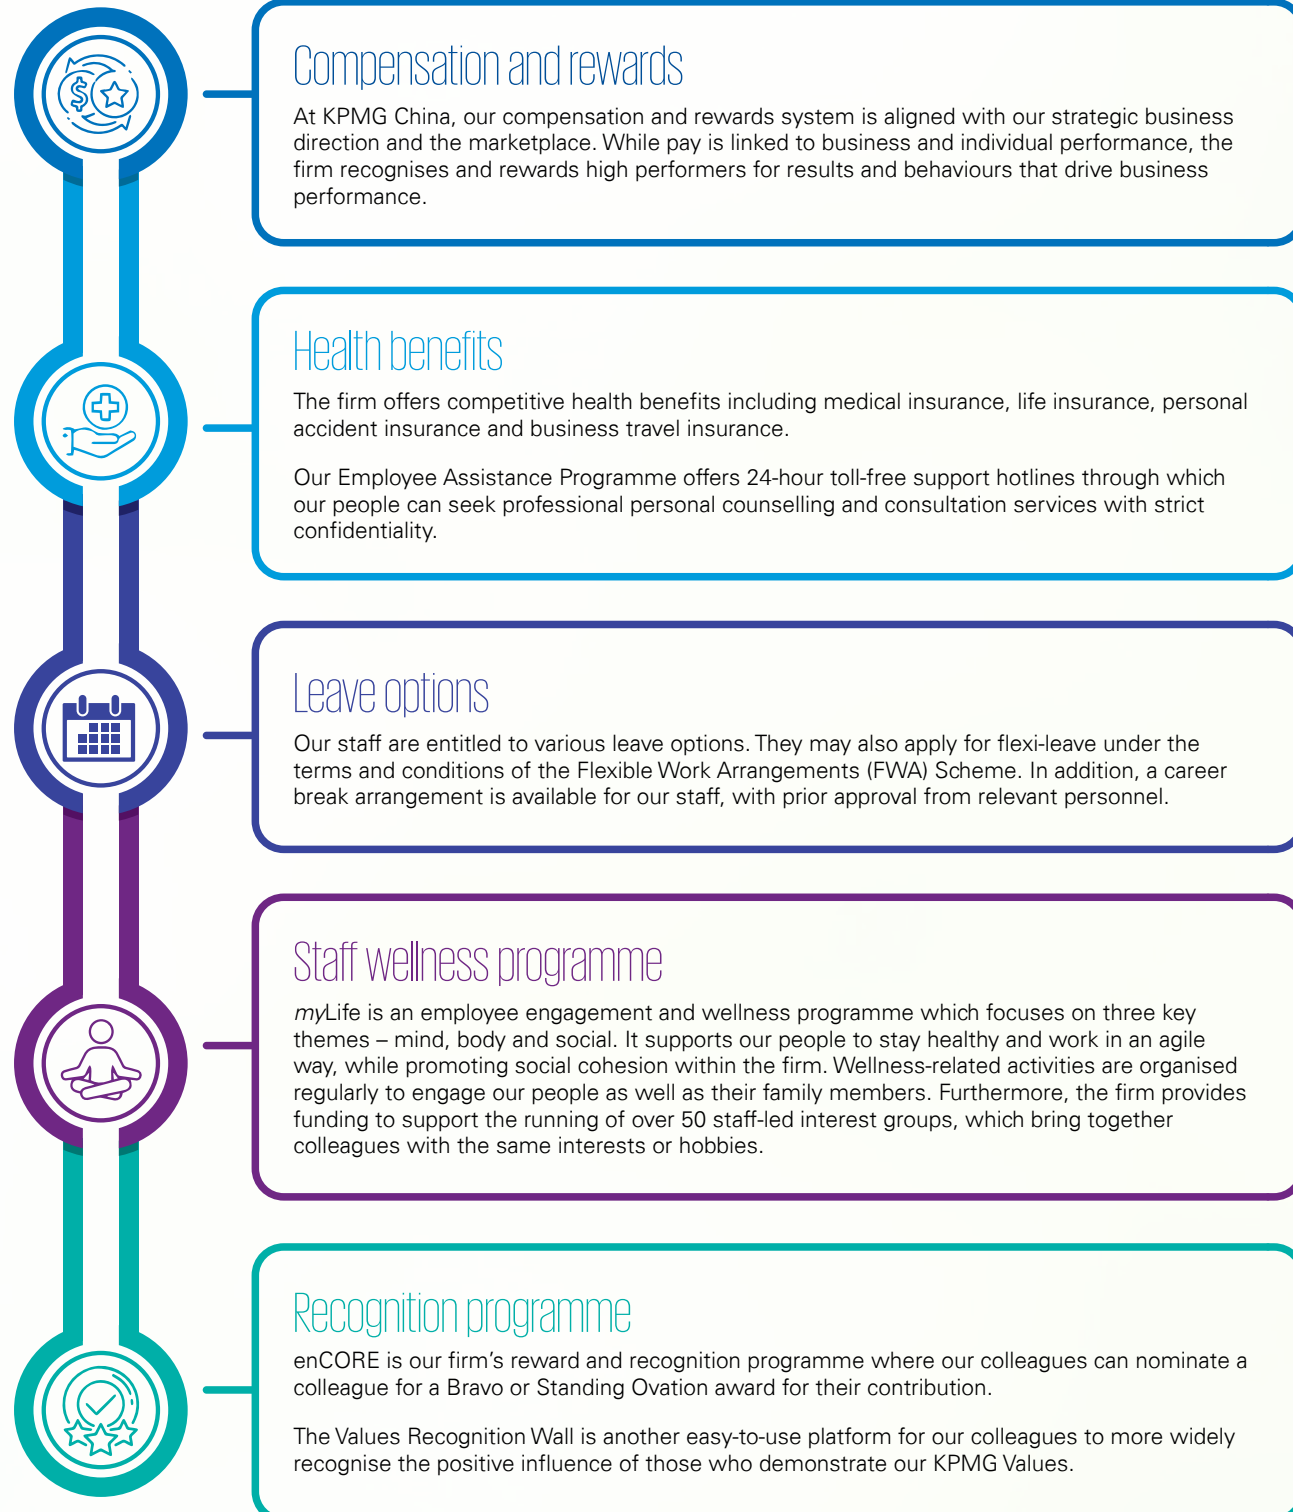 Compensation and rewards
At KPMG China, our compensation and rewards system is aligned with our strategic business
direction and the marketplace. While pay is linked to business and individual performance, the
firm recognises and rewards high performers for results and behaviours that drive business
performance.
Health benefits
The firm offers competitive health benefits including medical insurance, life insurance, personal
accident insurance and business travel insurance.
Our Employee Assistance Programme offers 24-hour toll-free support hotlines through which
our people can seek professional personal counselling and consultation services with strict
confidentiality.
Leave options
Our staff are entitled to various leave options. They may also apply for flexi-leave under the
terms and conditions of the Flexible Work Arrangements (FWA) Scheme. In addition, a career
break arrangement is available for our staff, with prior approval from relevant personnel.
Staff wellness programme
myLife is an employee engagement and wellness programme which focuses on three key
themes – mind, body and social. It supports our people to stay healthy and work in an agile
way, while promoting social cohesion within the firm. Wellness-related activities are organised
regularly to engage our people as well as their family members. Furthermore, the firm provides
funding to support the running of over 50 staff-led interest groups, which bring together
colleagues with the same interests or hobbies.
Recognition programme
enCORE is our firm's reward and recognition programme where our colleagues can nominate a
colleague for a Bravo or Standing Ovation award for their contribution.
The Values Recognition Wall is another easy-to-use platform for our colleagues to more widely
recognise the positive influence of those who demonstrate our KPMG Values.